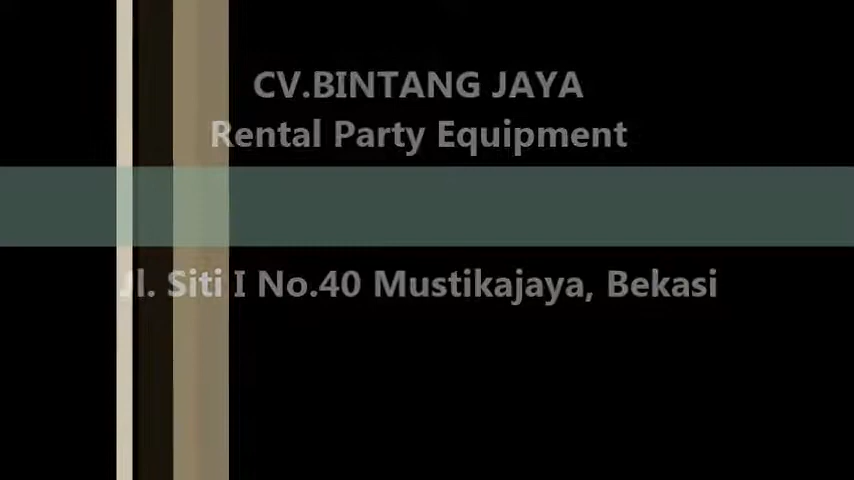 CV.BINTANG JAYA
Rental Party Equipment
Jl. Siti I No.40 Mustikajaya, Bekasi